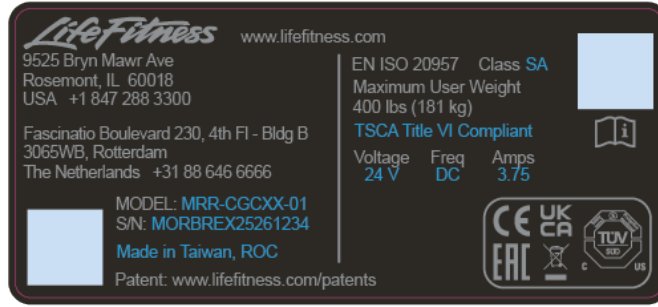 LifeFitness www.lifefitness.com
9525 Bryn Mawr Ave
Rosemont, IL 60018
USA +1 847 288 3300
Fascinatio Boulevard 230, 4th Fl - Bldg B
3065WB, Rotterdam
The Netherlands +31 88 646 6666
MODEL: MRR-CGCXX-01
S/N: MORBREX25261234
Made in Taiwan, ROC
Patent: www.lifefitness.com/patents
EN ISO 20957 Class SA
Maximum User Weight
400 lbs (181 kg)
TSCA Title VI Compliant
Voltage Freq Amps
24 V DC 3.75
i
CE UK CA
EAC
TÜV
SÜD
C US